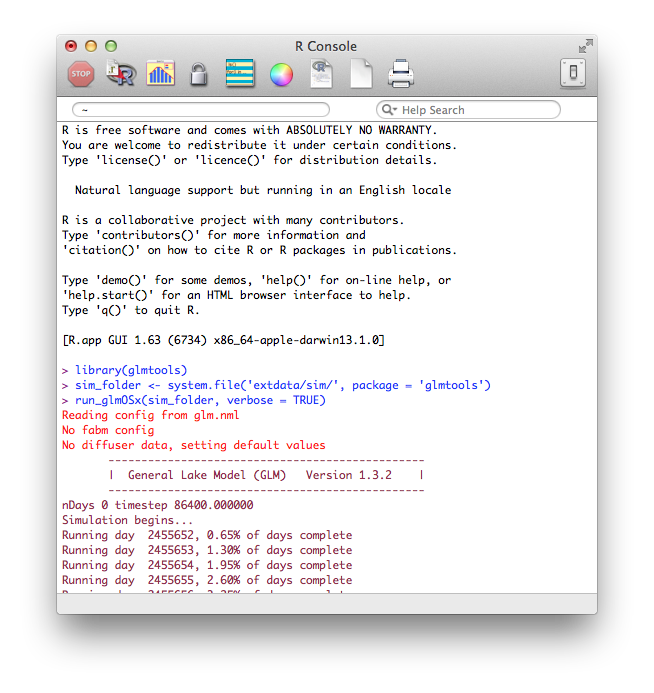 R Console
STOP
R
~
Help Search
R is free software and comes with ABSOLUTELY NO WARRANTY.
You are welcome to redistribute it under certain conditions.
Type 'license()' or 'licence()' for distribution details.
Natural language support but running in an English locale
R is a collaborative project with many contributors.
Type 'contributors()' for more information and
'citation()' on how to cite R or R packages in publications.
Type 'demo()' for some demos, 'help()' for on-line help, or
'help.start()' for an HTML browser interface to help.
Type 'q()' to quit R.
[R.app GUI 1.63 (6734) x86_64-apple-darwin13.1.0]
> library(glmtools)
> sim_folder <- system.file('extdata/sim/', package = 'glmtools')
> run_glmOSx(sim_folder, verbose = TRUE)
Reading config from glm.nml
No fabm config
No diffuser data, setting default values
------------------------------------------------
| General Lake Model (GLM) Version 1.3.2 |
------------------------------------------------
nDays 0 timestep 86400.000000
Simulation begins...
Running day 2455652, 0.65% of days complete
Running day 2455653, 1.30% of days complete
Running day 2455654, 1.95% of days complete
Running day 2455655, 2.60% of days complete